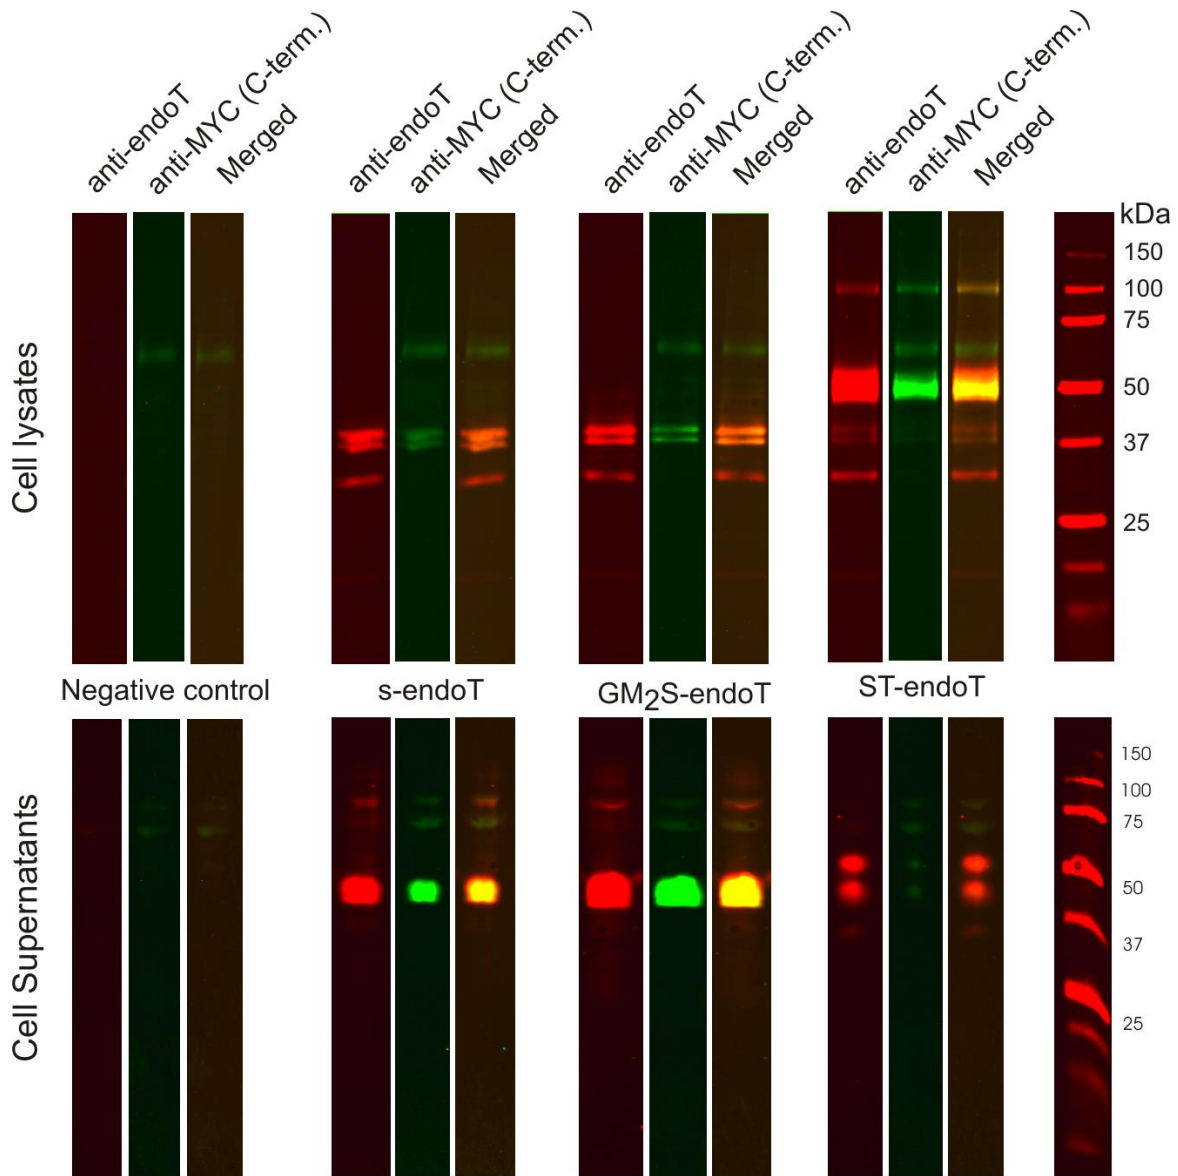 anti-endoT
anti-MYC (C-term.)
Merged
anti-endoT
anti-MYC (C-term.)
Merged
anti-endoT
anti-MYC (C-term.)
Merged
anti-endoT
anti-MYC (C-term.)
Merged
kDa
150
100
75
50
37
25
Cell lysates
Negative control
s-endoT
GM2S-endoT
ST-endoT
150
100
75
50
37
25
Cell Supernatants